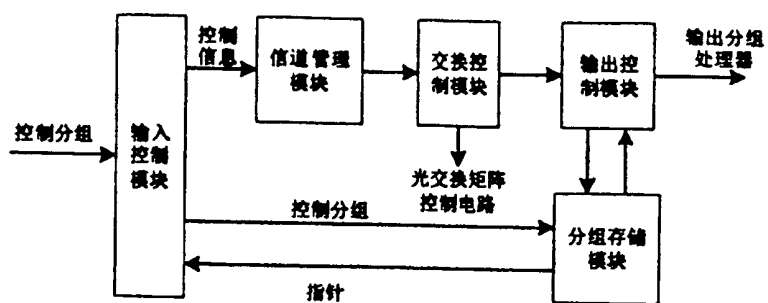 控制
信息
信道管理
模块
交换控
制模块
输出控
制模块
输出分组
处理器
控制分组
输入
控制
模块
光交换矩阵
控制电路
控制分组
分组存储
模块
指针